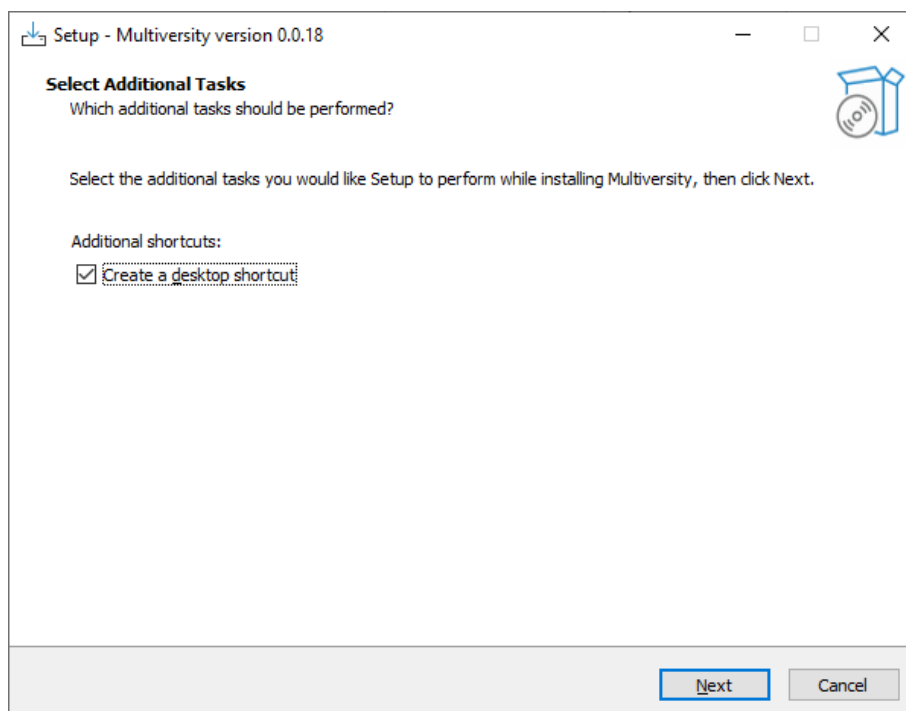 Setup - Multiversity version 0.0.18
Select Additional Tasks
Which additional tasks should be performed?
Select the additional tasks you would like Setup to perform while installing Multiversity, then click Next.
Additional shortcuts:
Create a desktop shortcut
Next Cancel